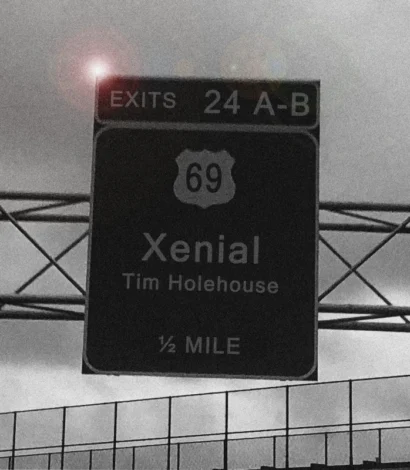 EXITS 24 A-B
69
Xenial
Tim Holehouse
½ MILE